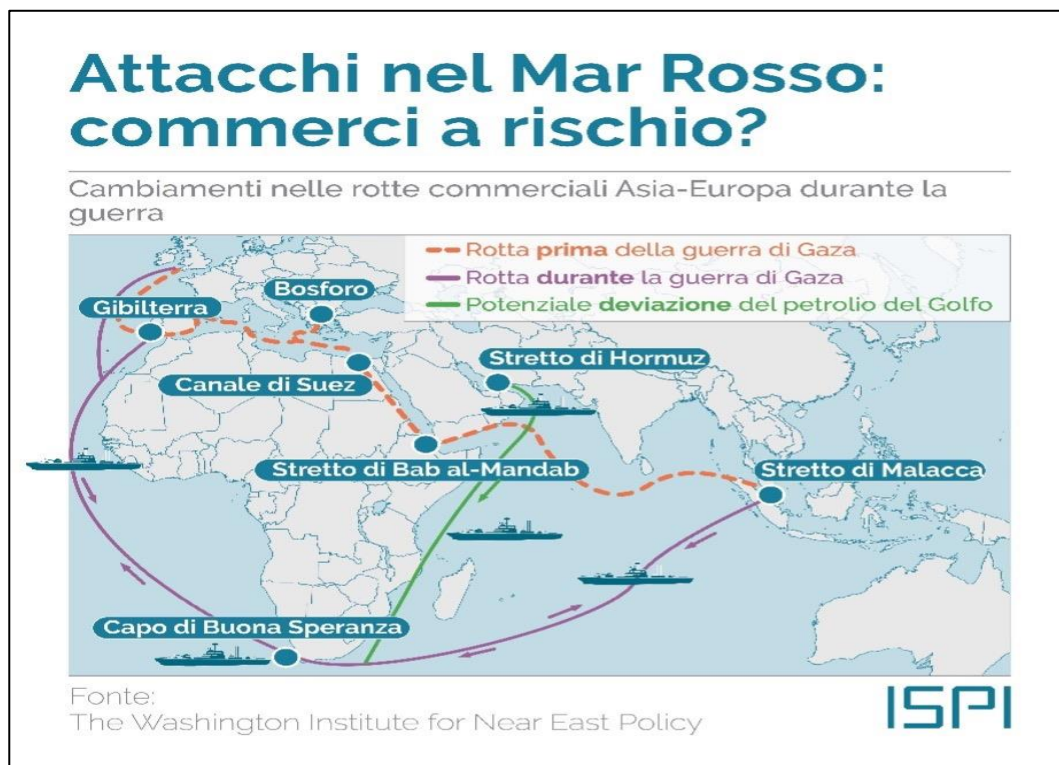 Attacchi nel Mar Rosso:
commerci a rischio?
Cambiamenti nelle rotte commerciali Asia-Europa durante la
guerra
Rotta prima della guerra di Gaza
Rotta durante la guerra di Gaza
Potenziale deviazione del petrolio del Golfo
Bosforo
Gibilterra
Stretto di Hormuz
Canale di Suez
Stretto di Bab al-Mandab
Stretto di Malacca
Capo di Buona Speranza
Fonte:
The Washington Institute for Near East Policy
ISPI